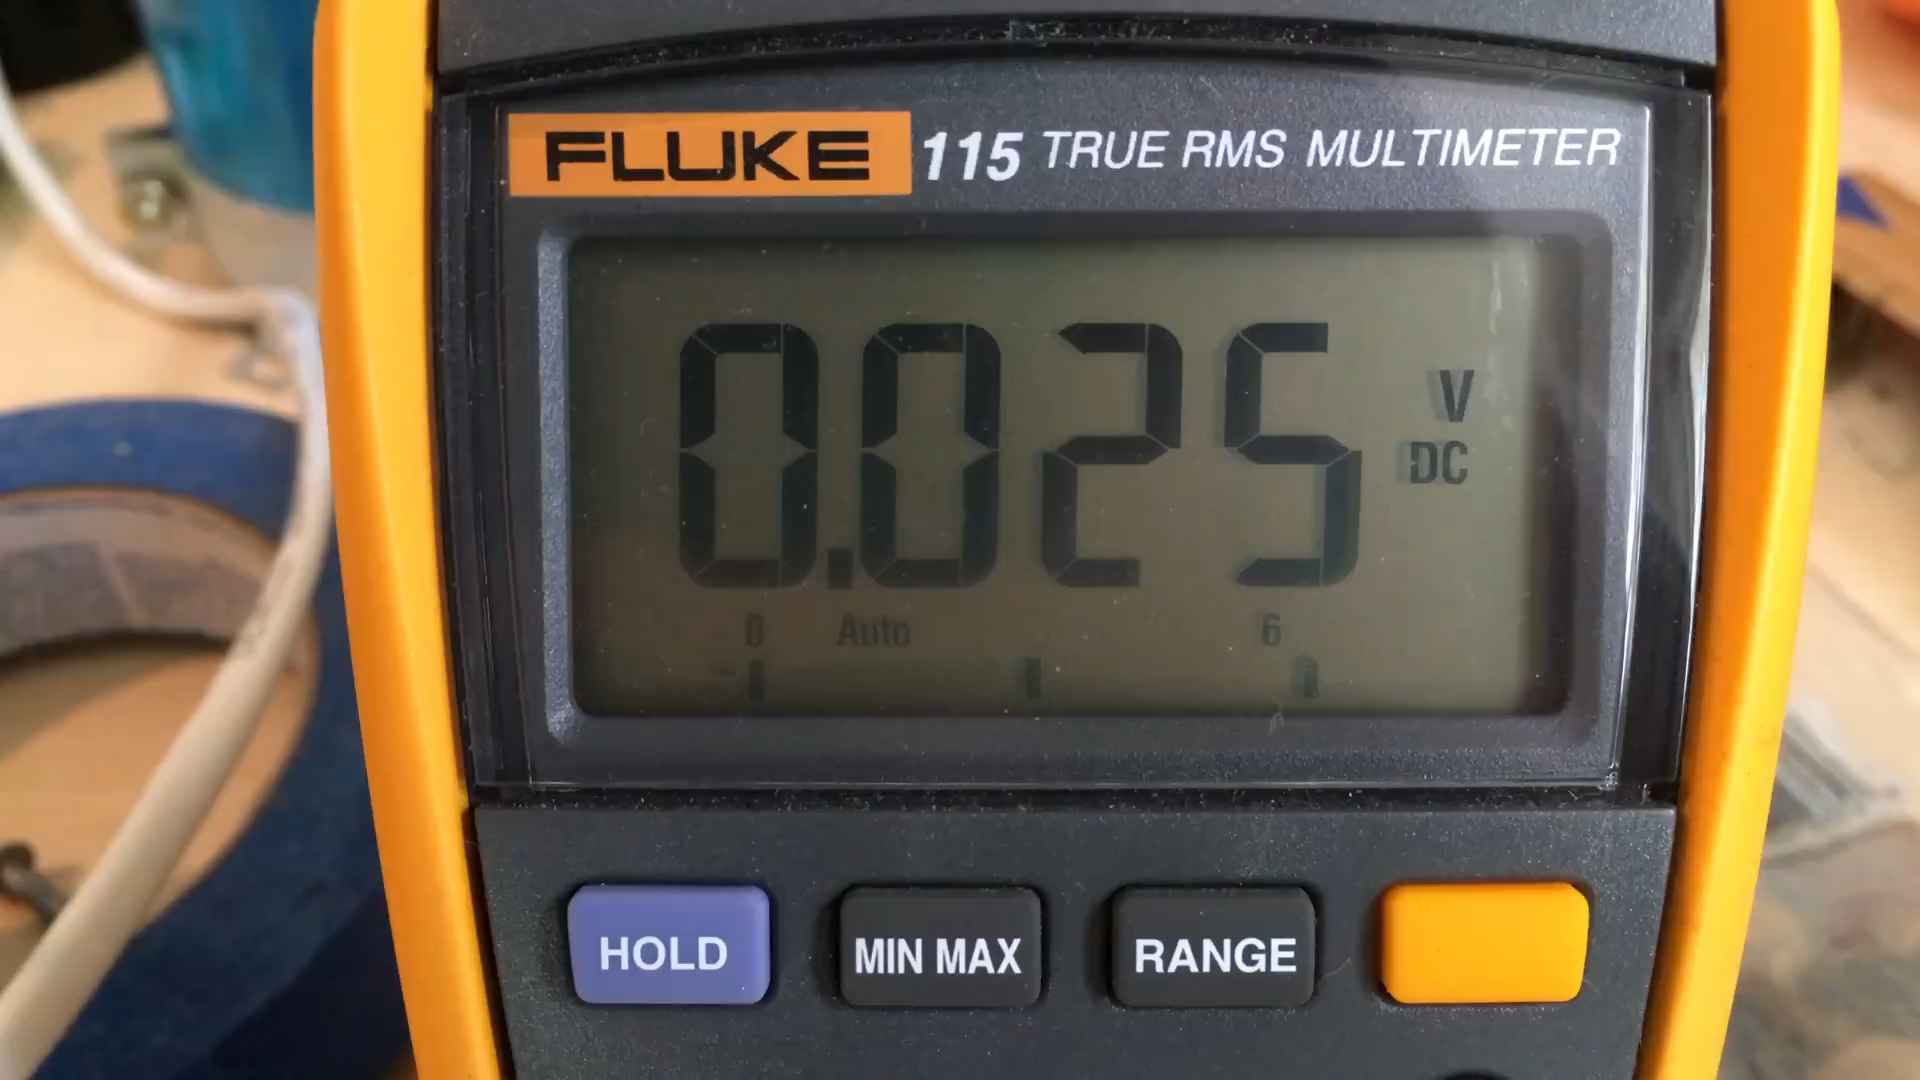 FLUKE 115 TRUE RMS MULTIMETER
0.025 V DC
0 Auto 6
HOLD MIN MAX RANGE